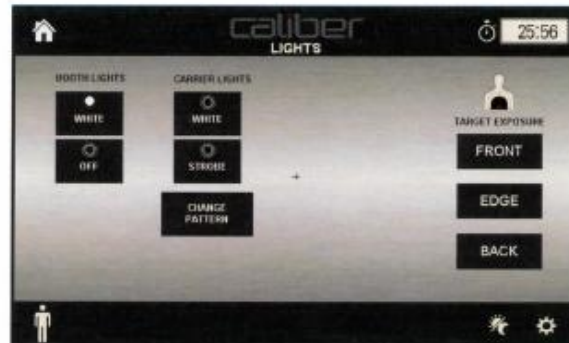 caliber
LIGHTS
25:56
BOOTH LIGHTS
WHITE
OFF
CARRIER LIGHTS
WHITE
STROBE
CHANGE
PATTERN
TARGET EXPOSURE
FRONT
EDGE
BACK